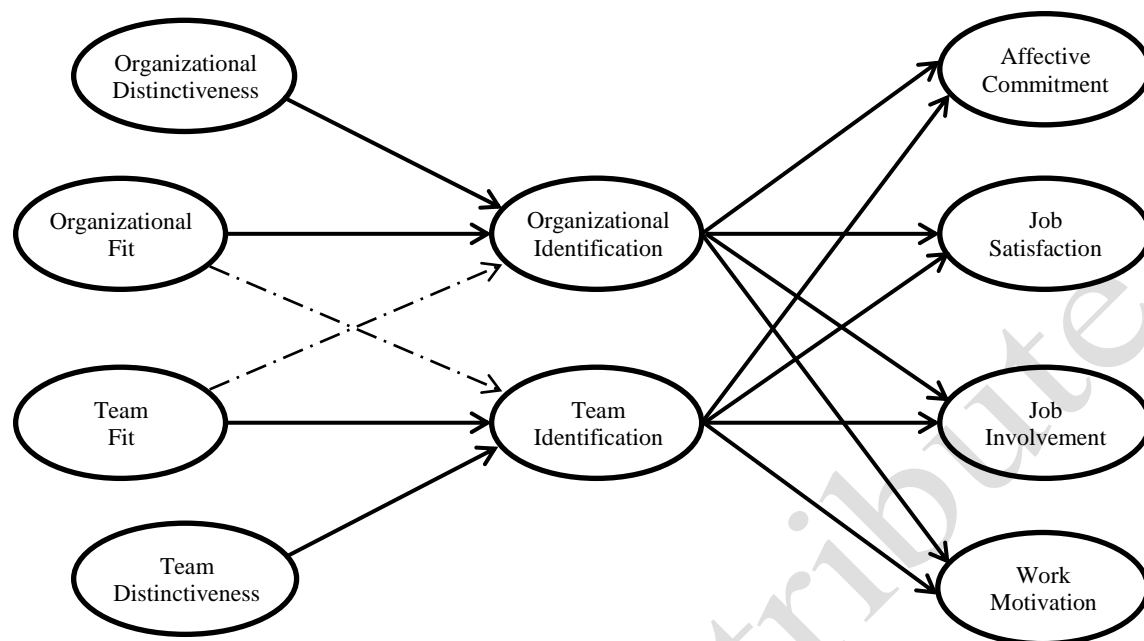 Organizational
Distinctiveness
Organizational
Fit
Team
Fit
Team
Distinctiveness
Organizational
Identification
Team
Identification
Affective
Commitment
Job
Satisfaction
Job
Involvement
Work
Motivation
tribute